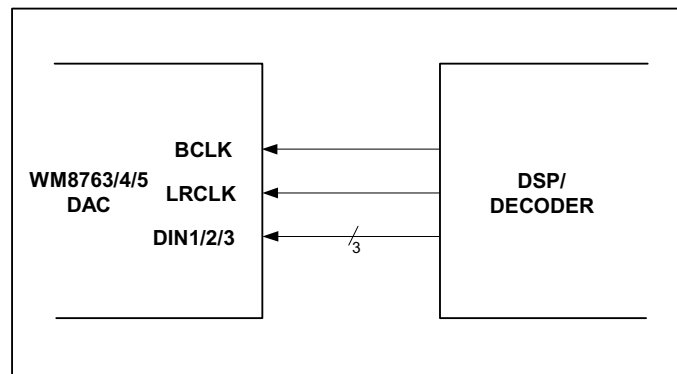 BCLK
WM8763/4/5
DAC
LRCLK
DIN1/2/3
3
DSP/
DECODER